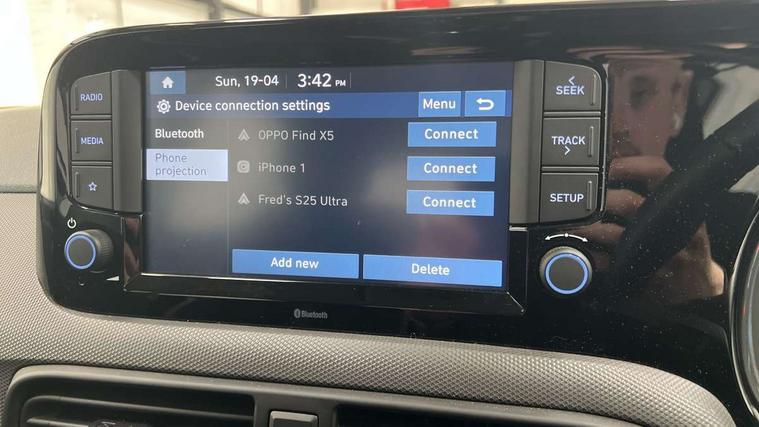 Sun, 19-04 3:42 PM
Device connection settings Menu
Bluetooth
Phone
projection
OPPO Find X5 Connect
iPhone 1 Connect
Fred's S25 Ultra Connect
Add new Delete
RADIO
MEDIA
SEEK
TRACK
SETUP
Bluetooth